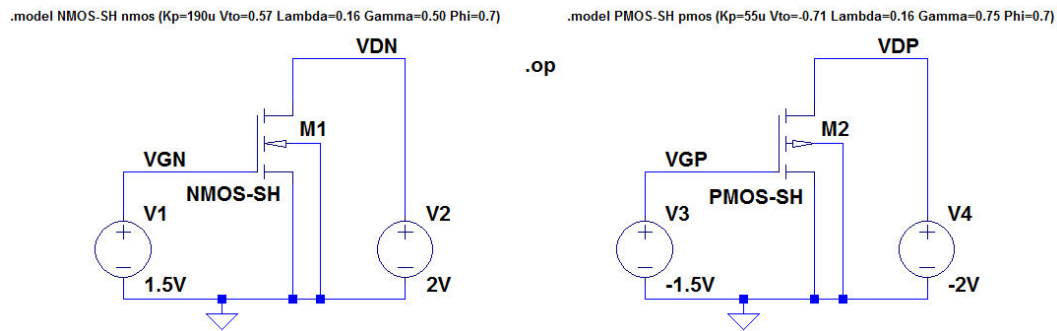 .model NMOS-SH nmos (Kp=190u Vto=0.57 Lambda=0.16 Gamma=0.50 Phi=0.7)
.model PMOS-SH pmos (Kp=55u Vto=-0.71 Lambda=0.16 Gamma=0.75 Phi=0.7)
VDN
VDP
.op
M1
M2
VGN
VGP
NMOS-SH
PMOS-SH
V1
V2
V3
V4
1.5V
2V
-1.5V
-2V